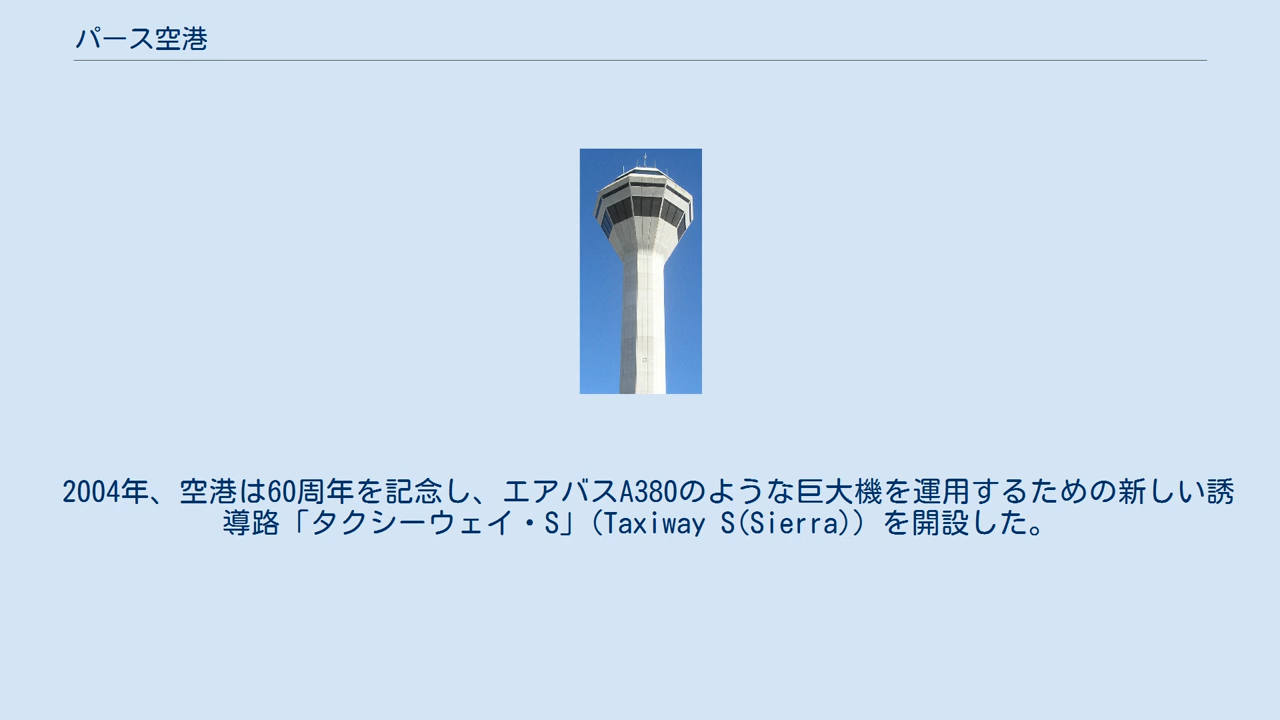 パース空港
2004年、空港は60周年を記念し、エアバスA380のような巨大機を運用するための新しい誘
導路「タクシーウェイ・S」(Taxiway S(Sierra)) を開設した。